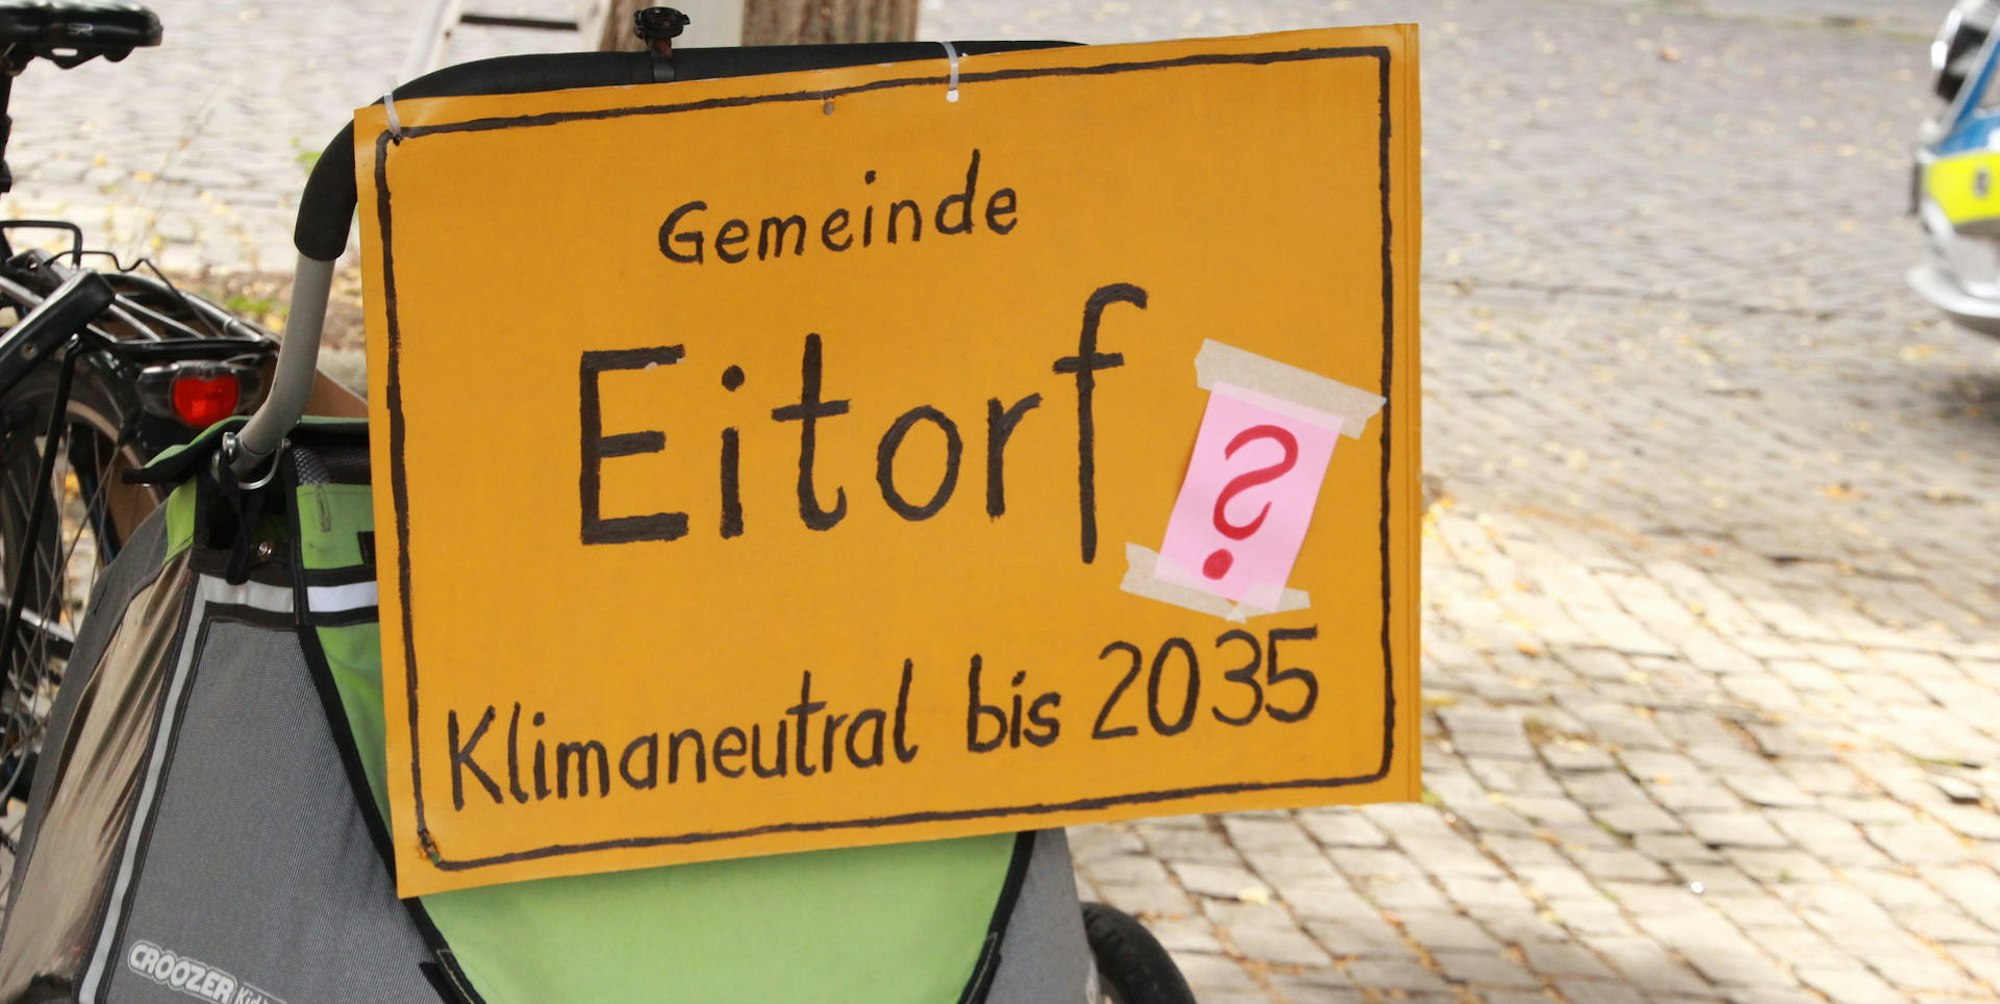 Gemeinde
Eitorf
?
Klimaneutral bis 2035
CROOZER